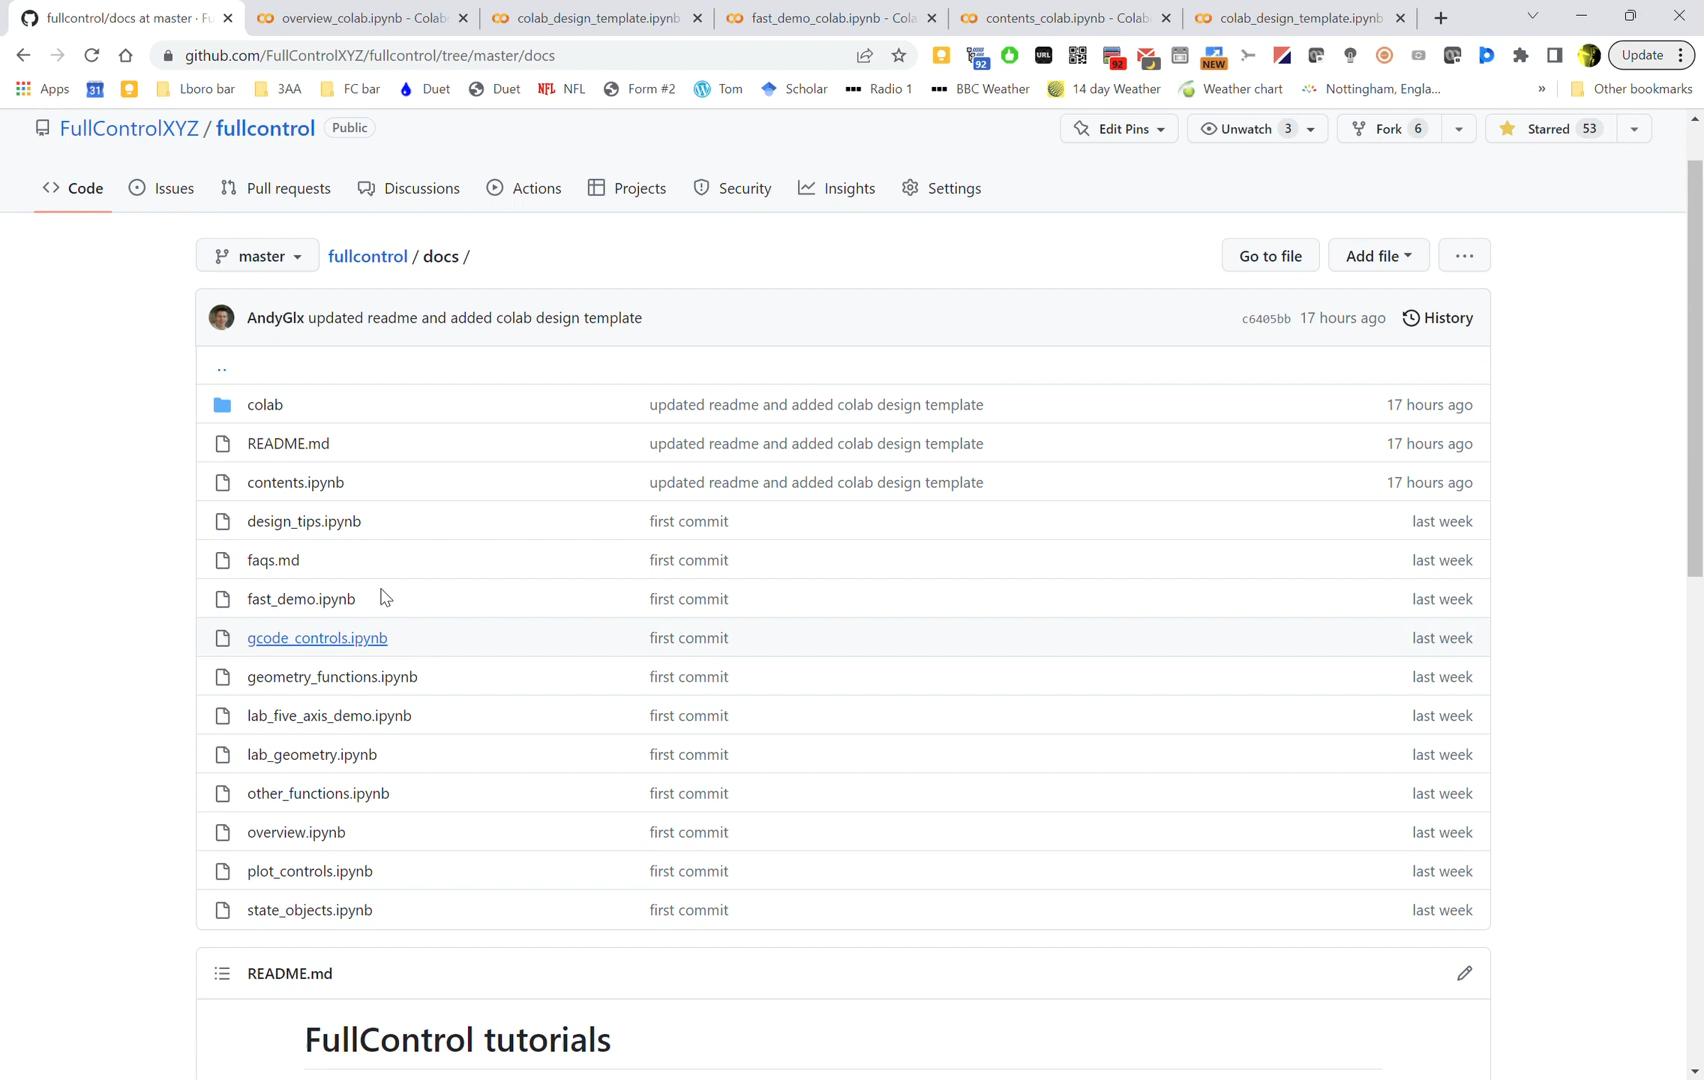 fullcontrol/docs at master · Fu
overview_colab.ipynb - Colab
colab_design_template.ipynb
fast_demo_colab.ipynb - Cola
contents_colab.ipynb - Colab
colab_design_template.ipynb
github.com/FullControlXYZ/fullcontrol/tree/master/docs
92
URL
92
NEW
Update
Apps
31
Lboro bar
3AA
FC bar
Duet
Duet
NFL NFL
Form #2
Tom
Scholar
Radio 1
BBC Weather
14 day Weather
Weather chart
Nottingham, Engla...
»
Other bookmarks
FullControlXYZ / fullcontrol Public
Edit Pins
Unwatch 3
Fork 6
Starred 53
Code
Issues
Pull requests
Discussions
Actions
Projects
Security
Insights
Settings
master
fullcontrol / docs /
Go to file
Add file
...
AndyGlx updated readme and added colab design template
c6405bb 17 hours ago History
..
colab updated readme and added colab design template 17 hours ago
README.md updated readme and added colab design template 17 hours ago
contents.ipynb updated readme and added colab design template 17 hours ago
design_tips.ipynb first commit last week
faqs.md first commit last week
fast_demo.ipynb first commit last week
gcode_controls.ipynb first commit last week
geometry_functions.ipynb first commit last week
lab_five_axis_demo.ipynb first commit last week
lab_geometry.ipynb first commit last week
other_functions.ipynb first commit last week
overview.ipynb first commit last week
plot_controls.ipynb first commit last week
state_objects.ipynb first commit last week
README.md
FullControl tutorials